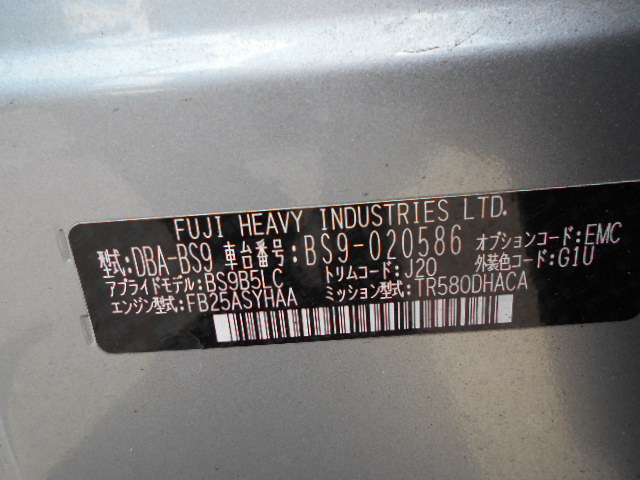 FUJI HEAVY INDUSTRIES LTD.
型式:DBA-BS9 車台番号:BS9-020586 オプションコード:EMC
アプライドモデル:BS9B5LC トリムコード:J20 外装色コード:G1U
エンジン型式:FB25ASYHAA ミッション型式:TR580DHACA